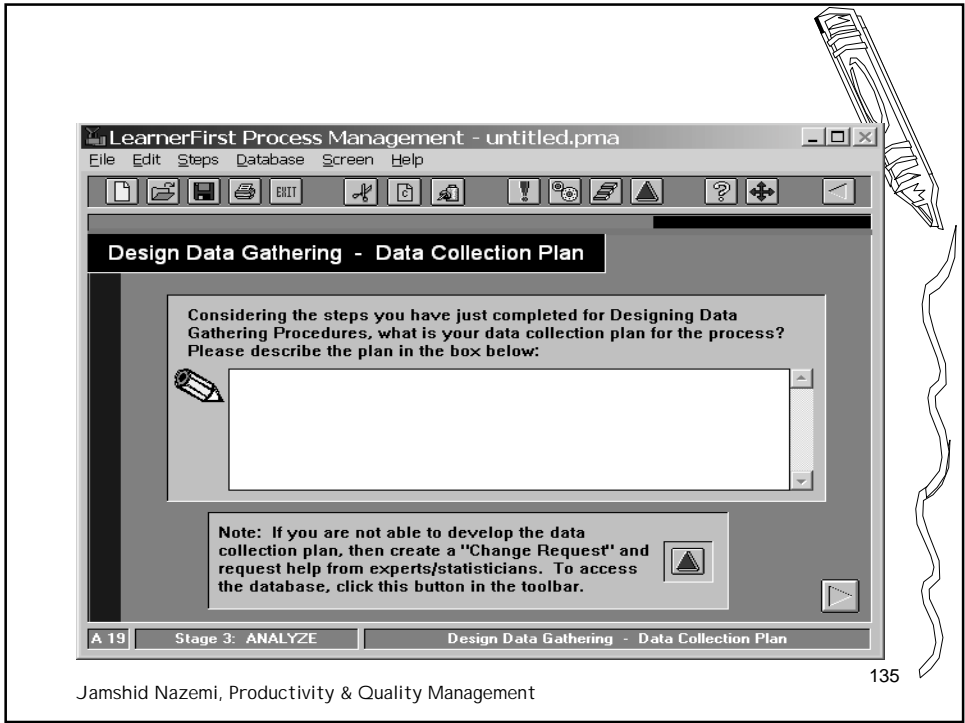 LearnerFirst Process Management - untitled.pma
File Edit Steps Database Screen Help
EXIT
C
?
Design Data Gathering - Data Collection Plan
Considering the steps you have just completed for Designing Data
Gathering Procedures, what is your data collection plan for the process?
Please describe the plan in the box below:
Note: If you are not able to develop the data
collection plan, then create a "Change Request" and
request help from experts/statisticians. To access
the database, click this button in the toolbar.
A 19 Stage 3: ANALYZE Design Data Gathering - Data Collection Plan
135
Jamshid Nazemi, Productivity & Quality Management